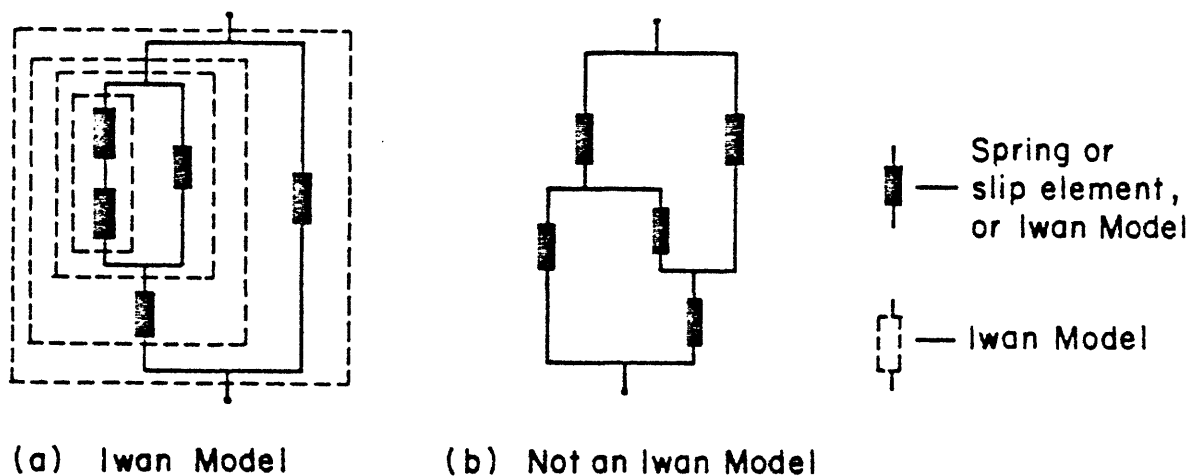 Spring or
slip element,
or Iwan Model
Iwan Model
(a) Iwan Model
(b) Not an Iwan Model